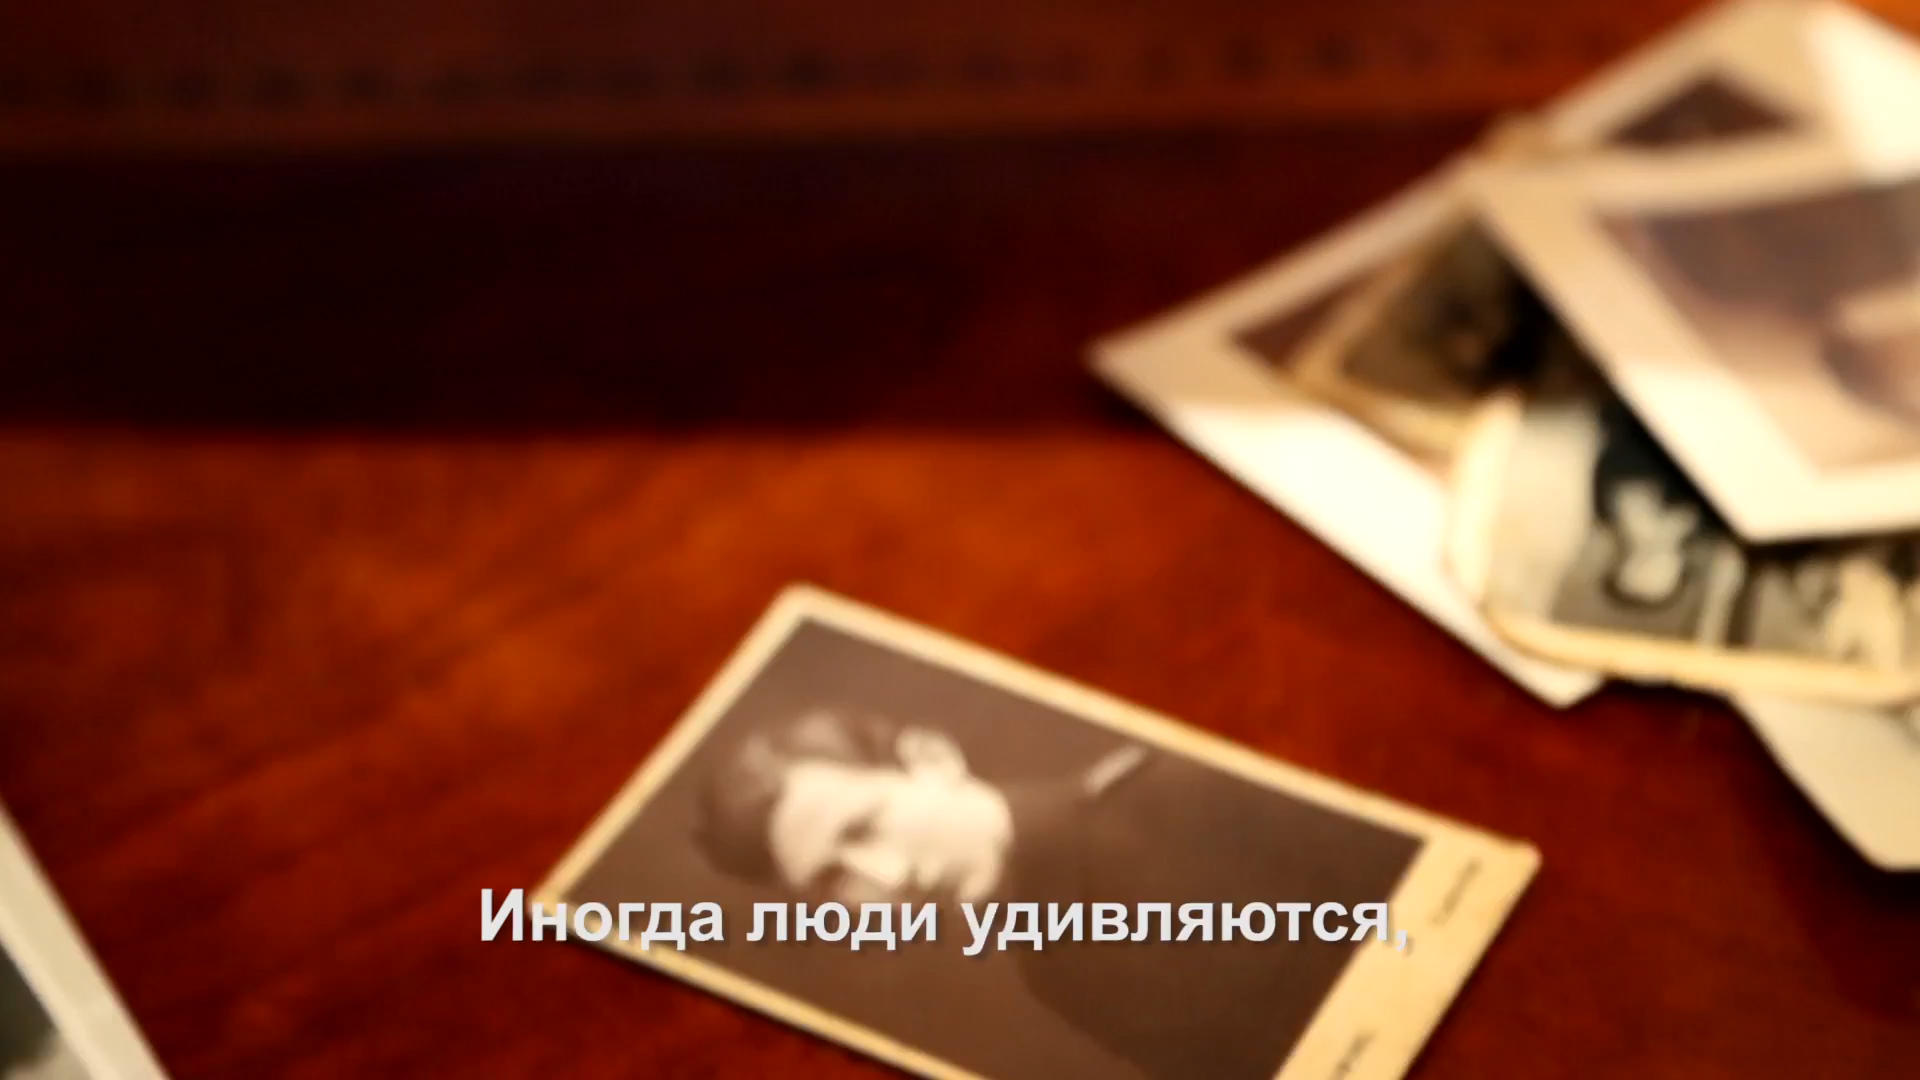 Иногда люди удивляются,